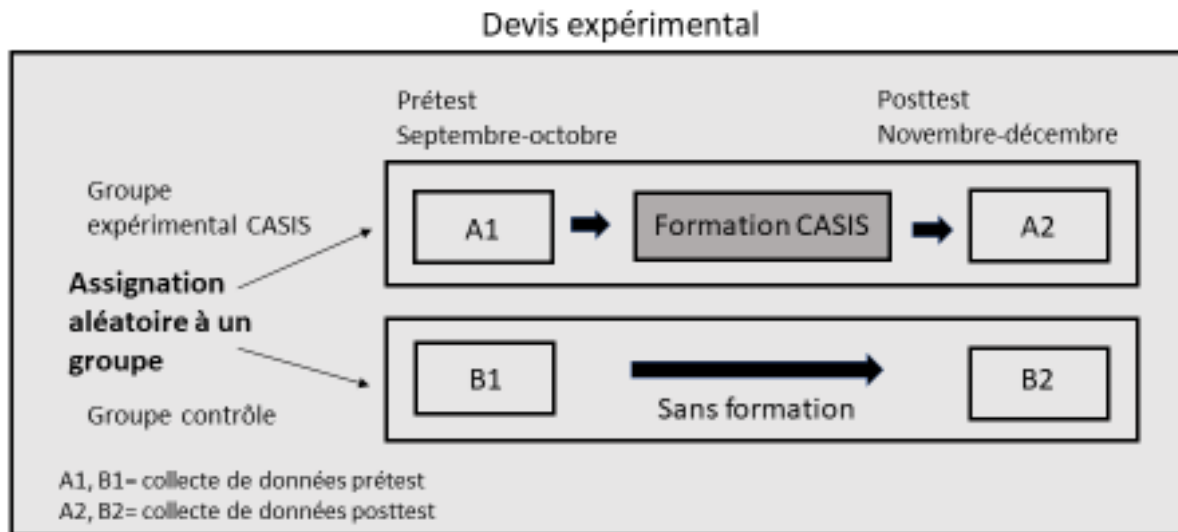 Devis expérimental
Prétest
Septembre-octobre
Posttest
Novembre-décembre
Groupe
expérimental CASIS
A1
Formation CASIS
A2
Assignation
aléatoire à un
groupe
B1
Sans formation
B2
Groupe contrôle
A1, B1= collecte de données prétest
A2, B2= collecte de données posttest